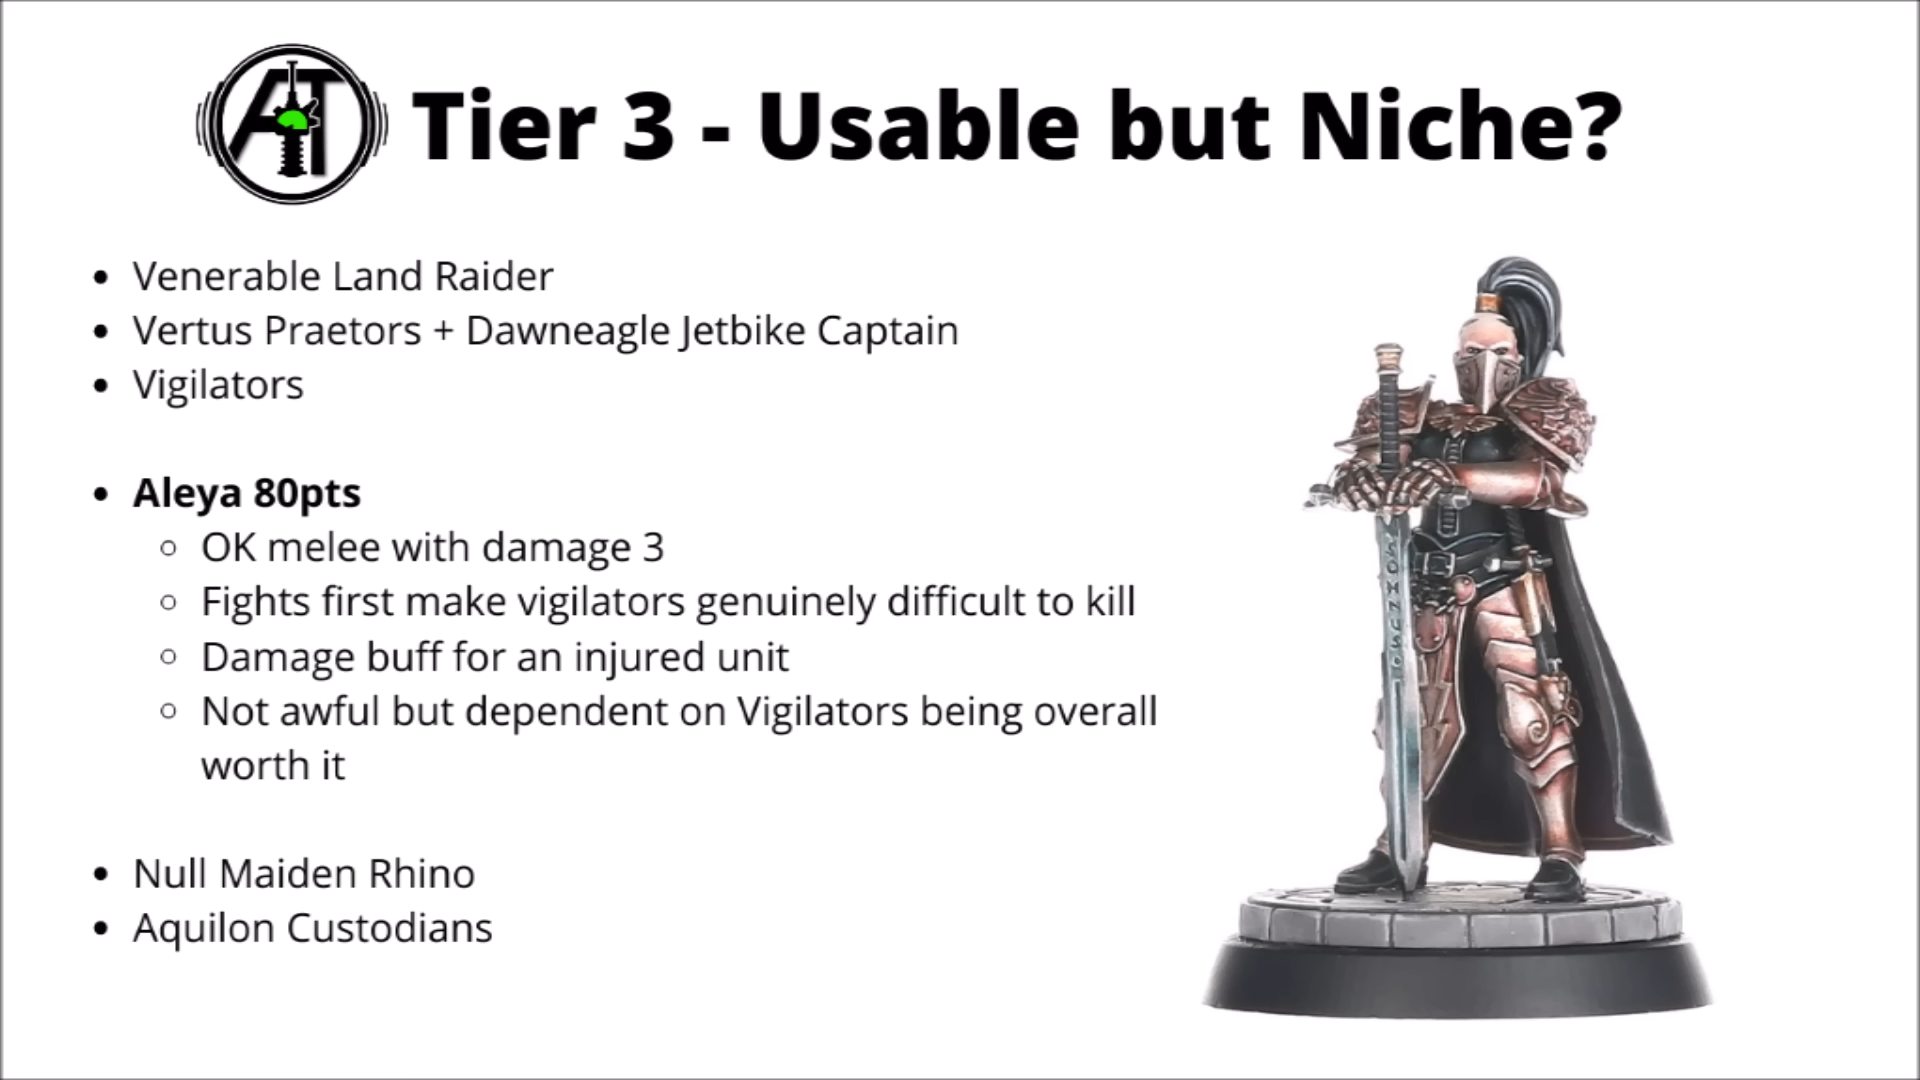 AT
Tier 3 - Usable but Niche?
Venerable Land Raider
Vertus Praetors + Dawneagle Jetbike Captain
Vigilators
Aleya 80pts
OK melee with damage 3
Fights first make vigilators genuinely difficult to kill
Damage buff for an injured unit
Not awful but dependent on Vigilators being overall
worth it
Null Maiden Rhino
Aquilon Custodians